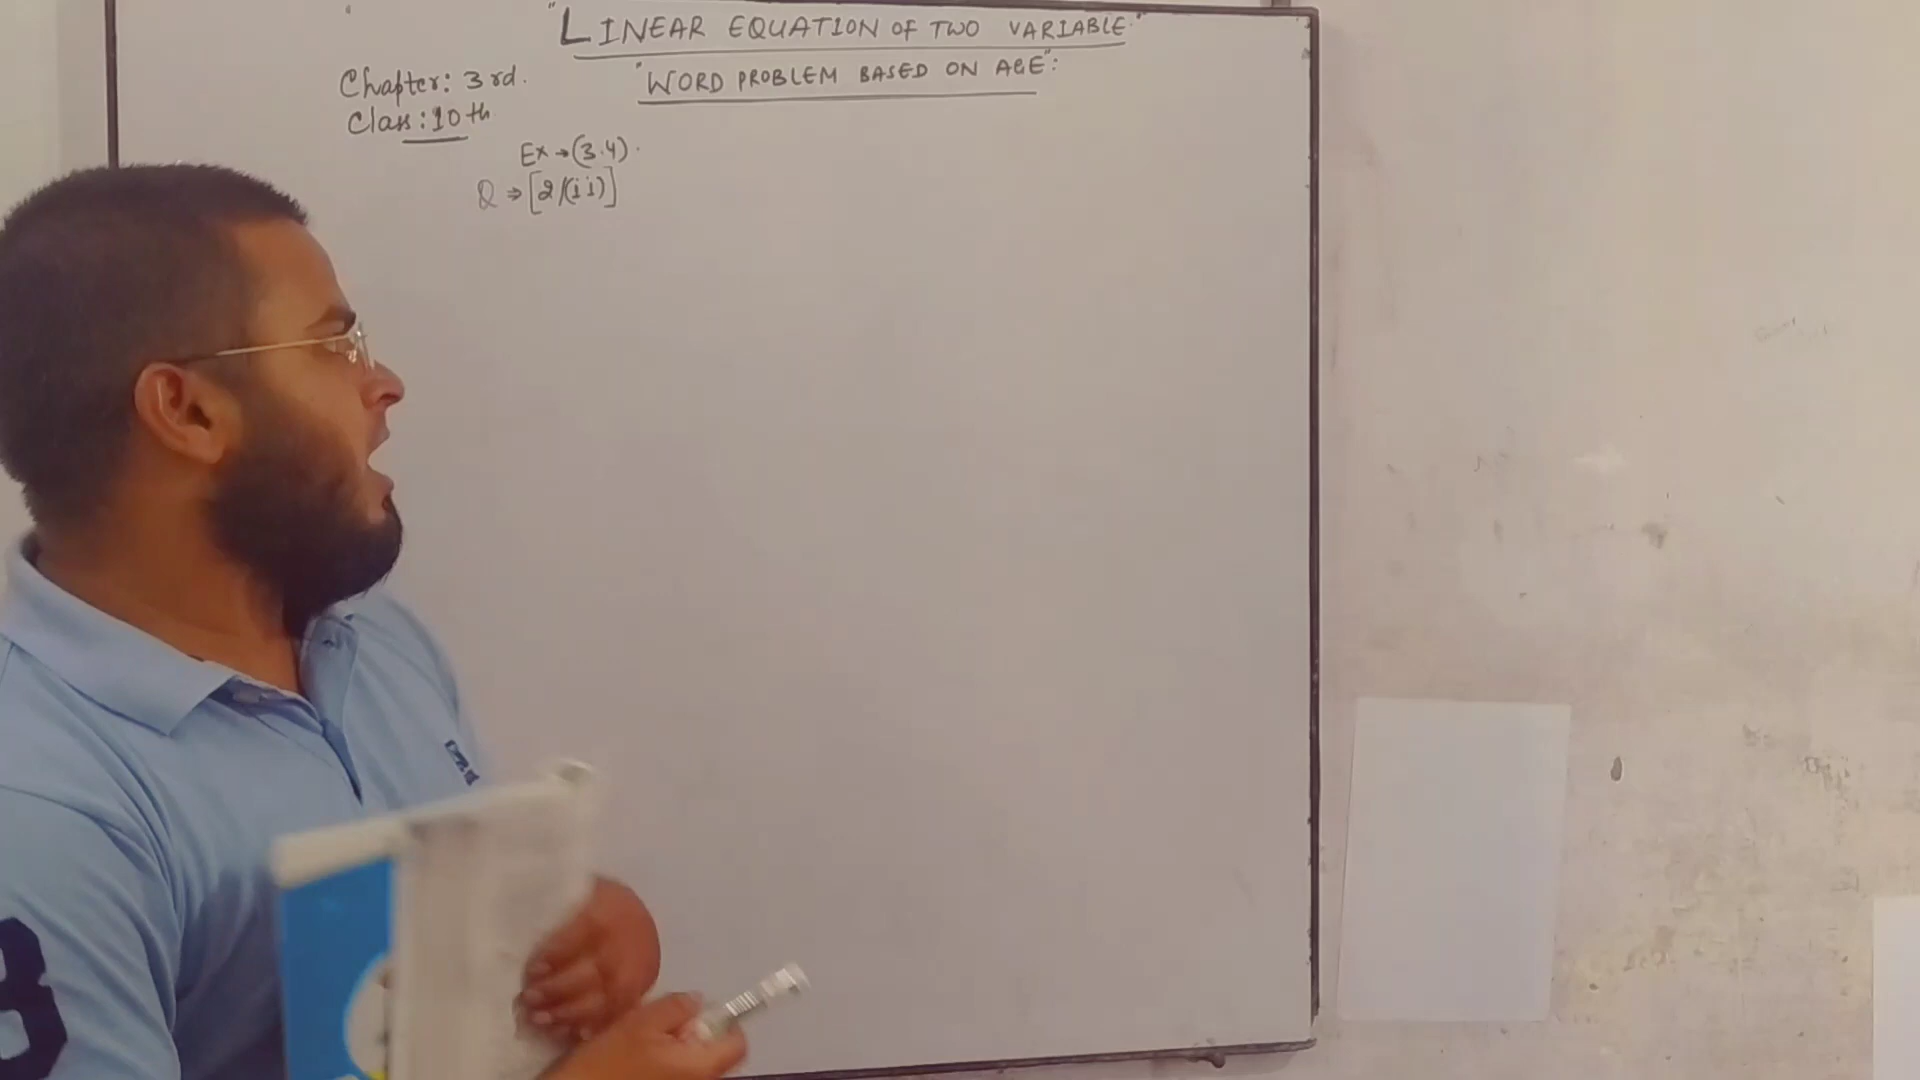 "LINEAR EQUATION OF TWO VARIABLE."
"WORD PROBLEM BASED ON AGE":
Chapter: 3rd.
Class: 10th
Ex → (3.4).
Q ⇒ [2/(ii)]